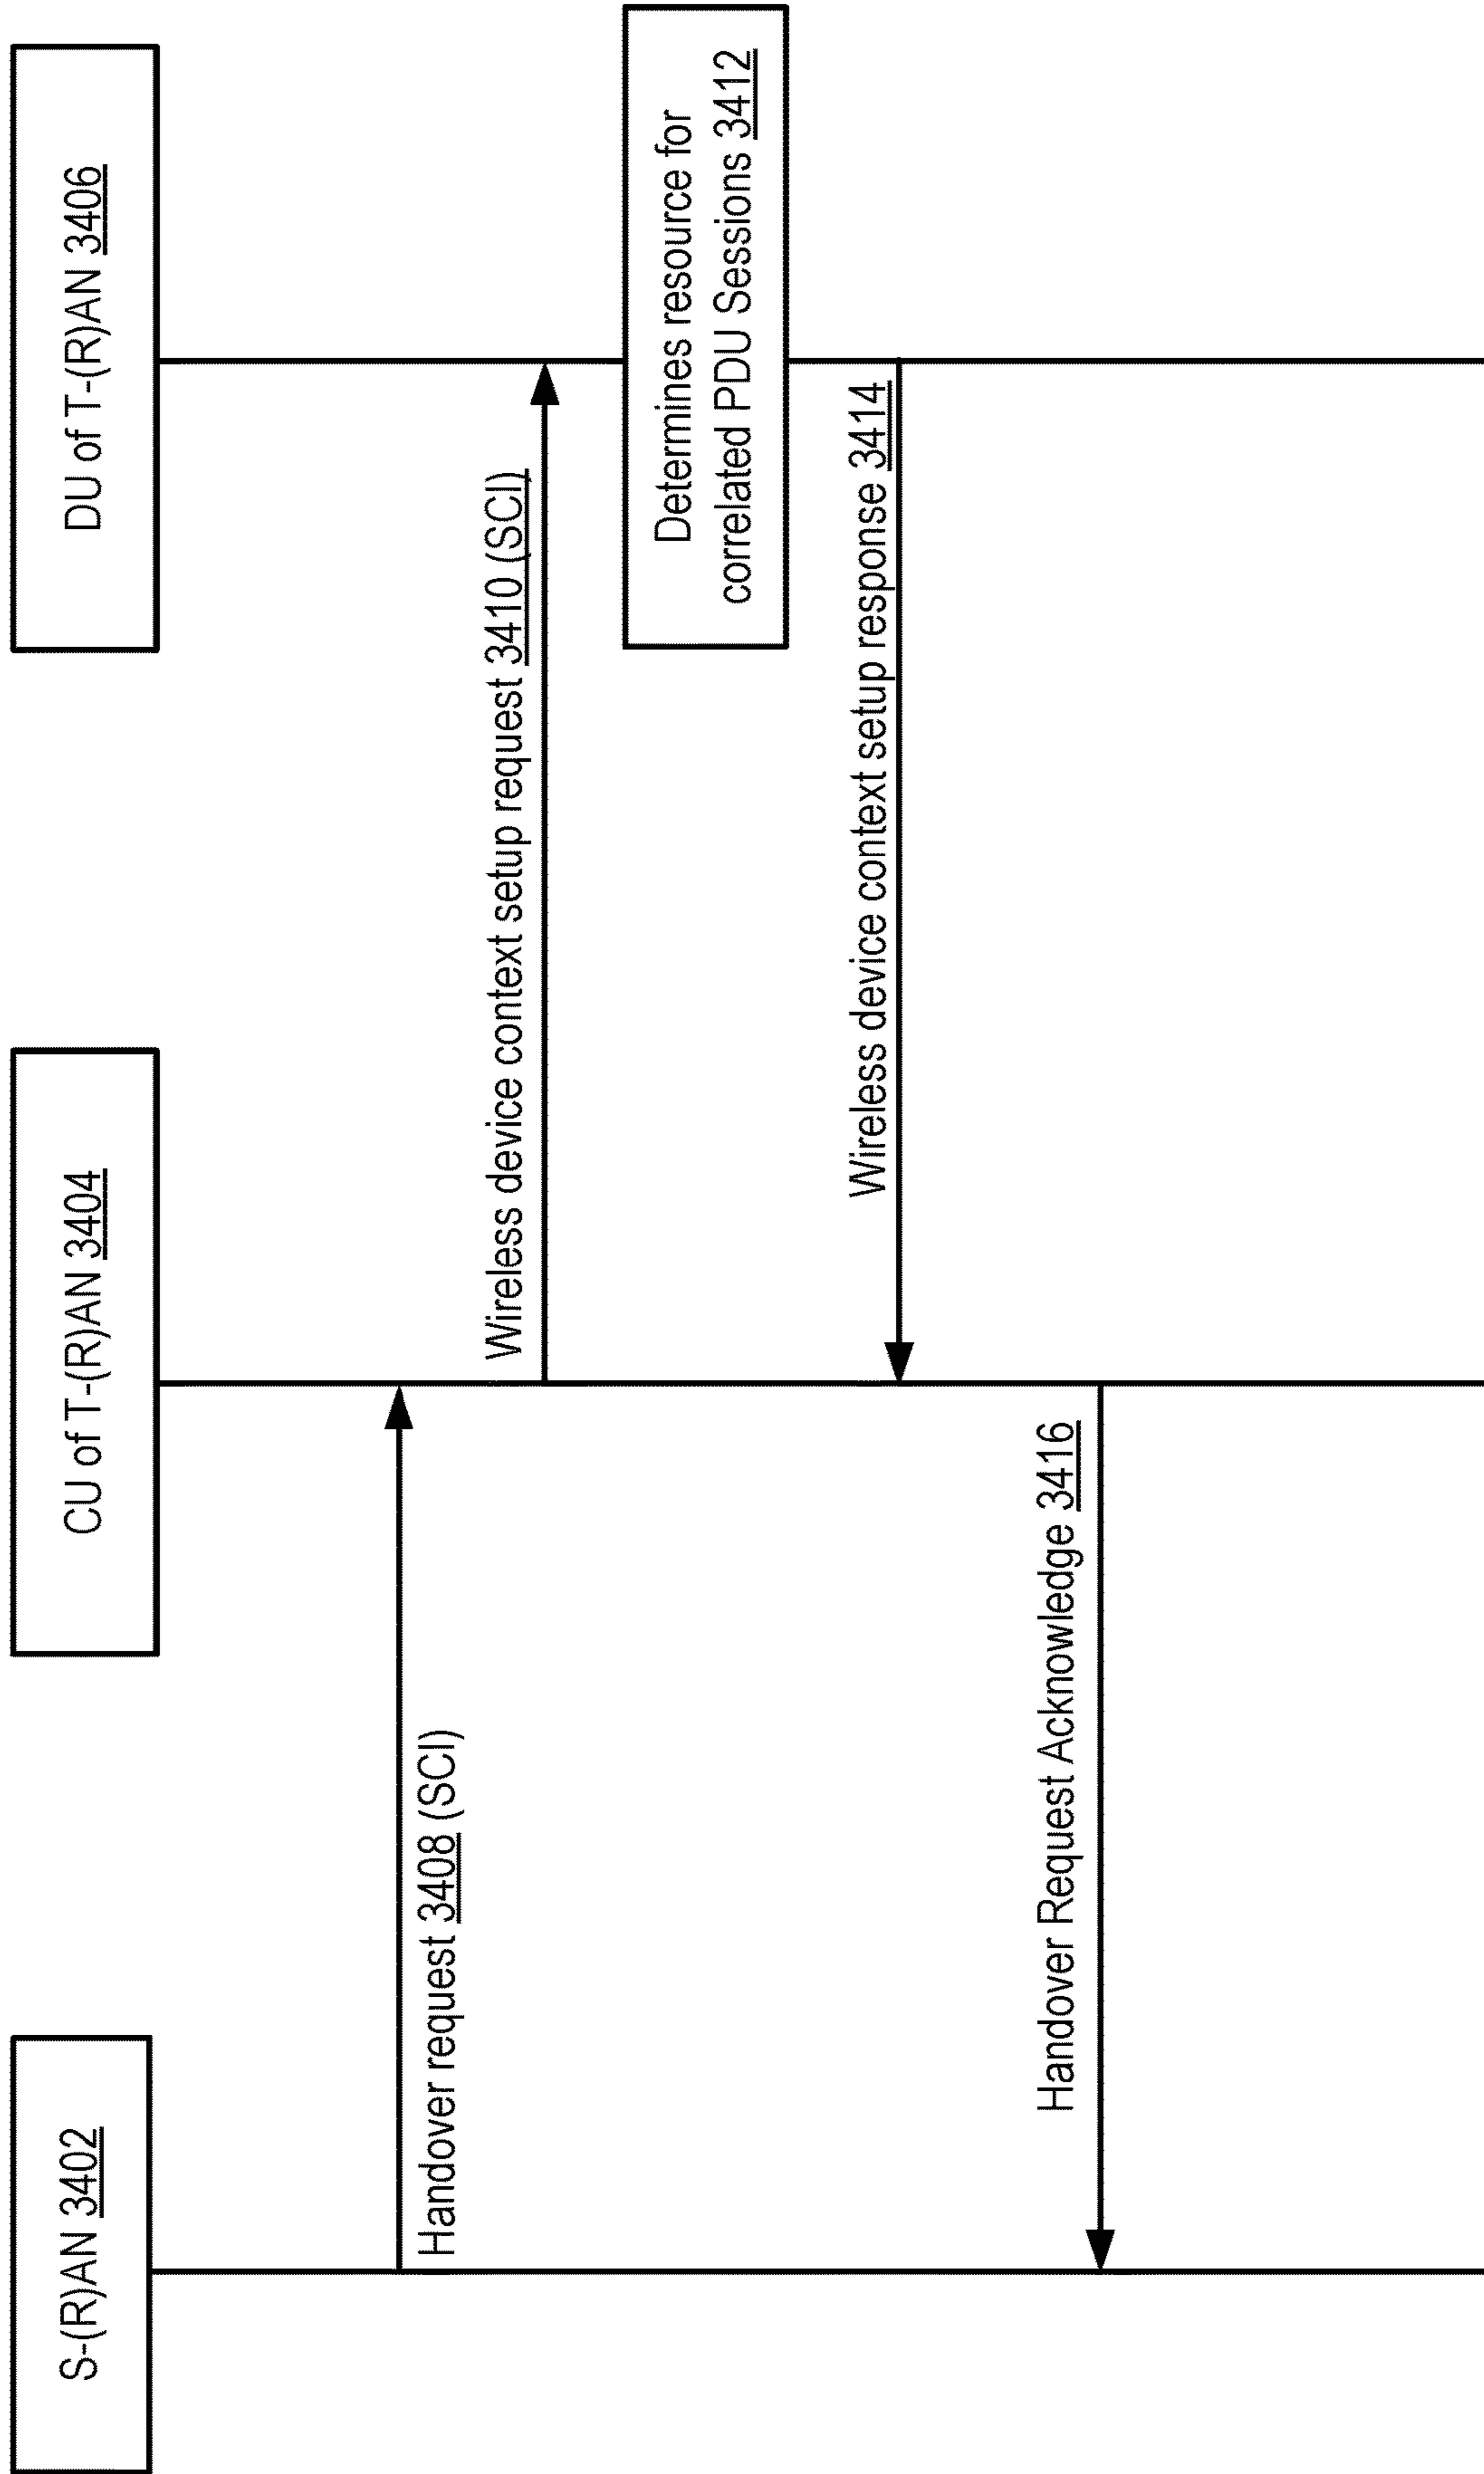 S-(R)AN 3402
CU of T-(R)AN 3404
DU of T-(R)AN 3406
Handover request 3408 (SCI)
Wireless device context setup request 3410 (SCI)
Determines resource for
correlated PDU Sessions 3412
Wireless device context setup response 3414
Handover Request Acknowledge 3416